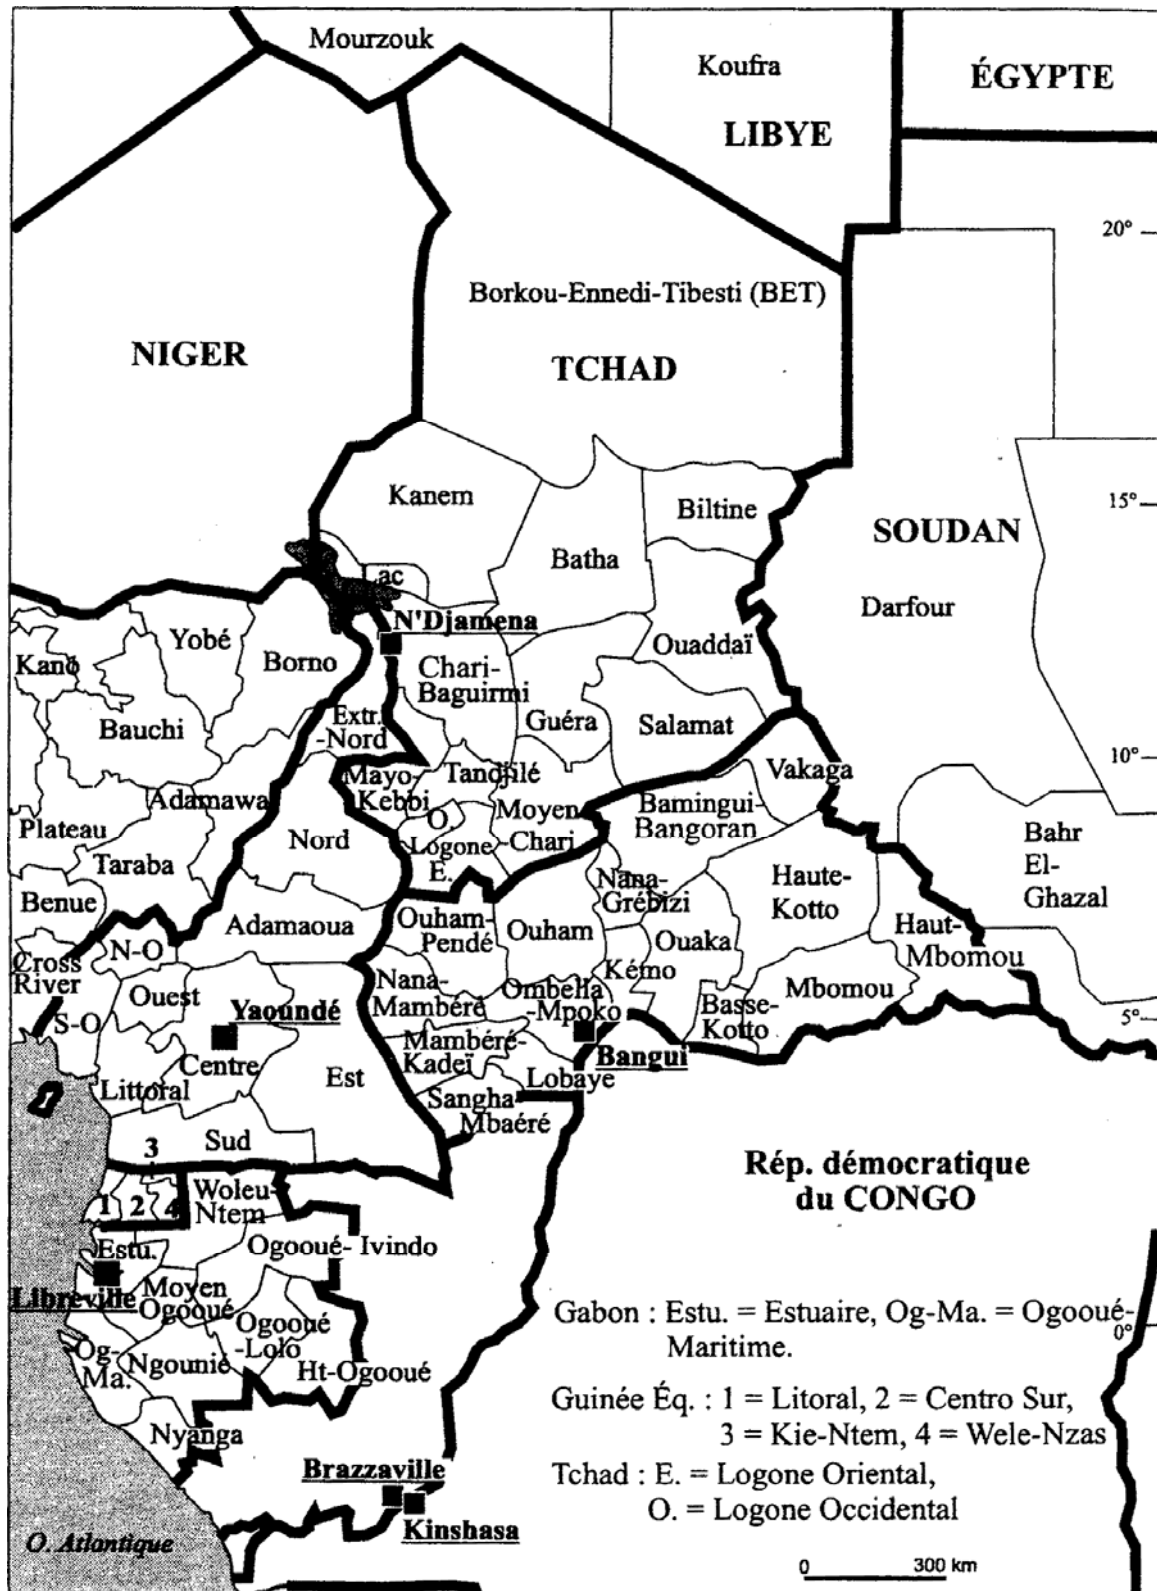 Mourzouk
Koufra
ÉGYPTE
LIBYE
20°
Borkou-Ennedi-Tibesti (BET)
NIGER
TCHAD
Kanem
Biltine
15°
SOUDAN
Batha
ac
Darfour
N'Djamena
Yobé
Ouaddaï
Kano
Borno
Chari-
Baguirmi
Bauchi
Extr.
-Nord
Guéra
Salamat
10°
Mayo-
Kebbi
Tandjilé
Vakaga
Adamawa
Moyen
-Chari
Bamingui-
Bangoran
Plateau
O.
Nord
Logone
E.
Bahr
El-
Ghazal
Taraba
Nana-
Grébizi
Haute-
Kotto
Benue
Adamaoua
Ouham-
Pendé
Ouham
Ouaka
Haut-
Mbomou
N-O
Cross
River
Kémo
Nana-
Mambéré
Ombella
-Mpoko
Mbomou
Ouest
Basse-
Kotto
S-O
Yaoundé
5°
Mambéré-
Kadeï
Bangui
Centre
Est
Lobaye
Littoral
Sangha
Mbaéré
1
Sud
3
Rép. démocratique
du CONGO
Woleu-
Ntem
1
2
4
Estu.
Ogooué- Ivindo
Moyen
Ogooué
Libreville
Ogooué
-Lolo
Og-
Ma.
Ngounié
Ht-Ogooué
Nyanga
Gabon : Estu. = Estuaire, Og-Ma. = Ogooué-
Maritime.
0°
Guinée Éq. : 1 = Litoral, 2 = Centro Sur,
3 = Kie-Ntem, 4 = Wele-Nzas
Tchad : E. = Logone Oriental,
O. = Logone Occidental
Brazzaville
Kinshasa
O. Atlantique
0 300 km